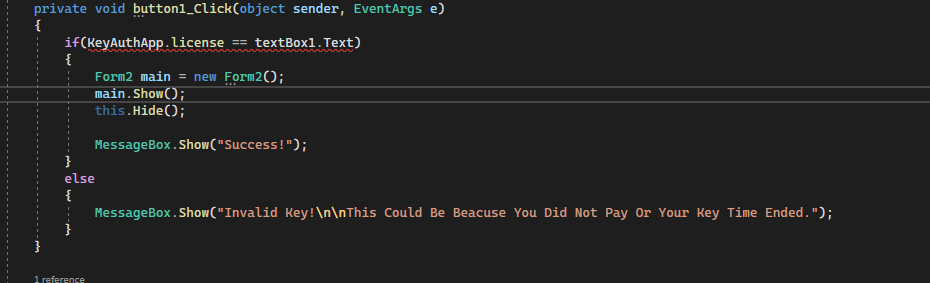 private void button1_Click(object sender, EventArgs e)
{
if(KeyAuthApp.license == textBox1.Text)
{
Form2 main = new Form2();
main.Show();
this.Hide();
MessageBox.Show("Success!");
}
else
{
MessageBox.Show("Invalid Key!\n\nThis Could Be Beacuse You Did Not Pay Or Your Key Time Ended.");
}
}
1 reference